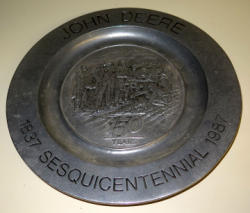 JOHN DEERE
150
YEARS
1837 SESQUICENTENNIAL 1987